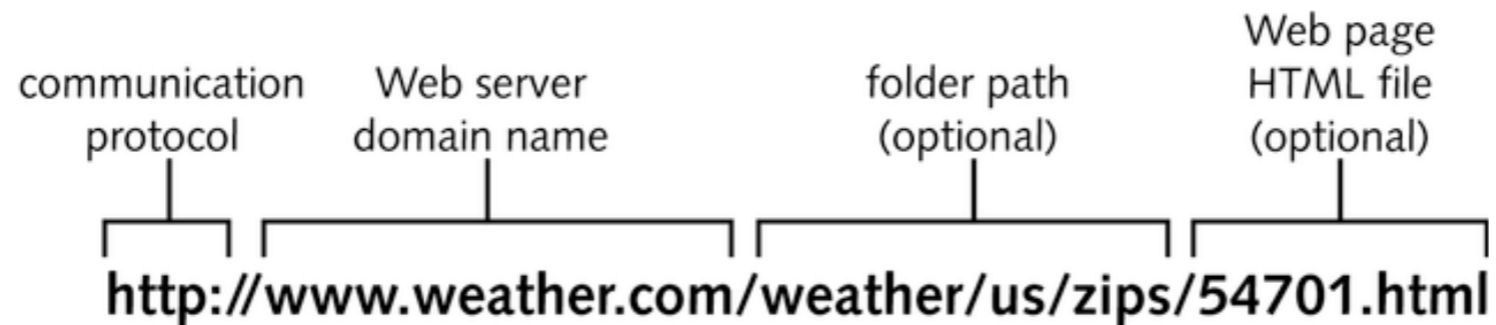 communication
protocol
Web server
domain name
folder path
(optional)
Web page
HTML file
(optional)
http://www.weather.com/weather/us/zips/54701.html